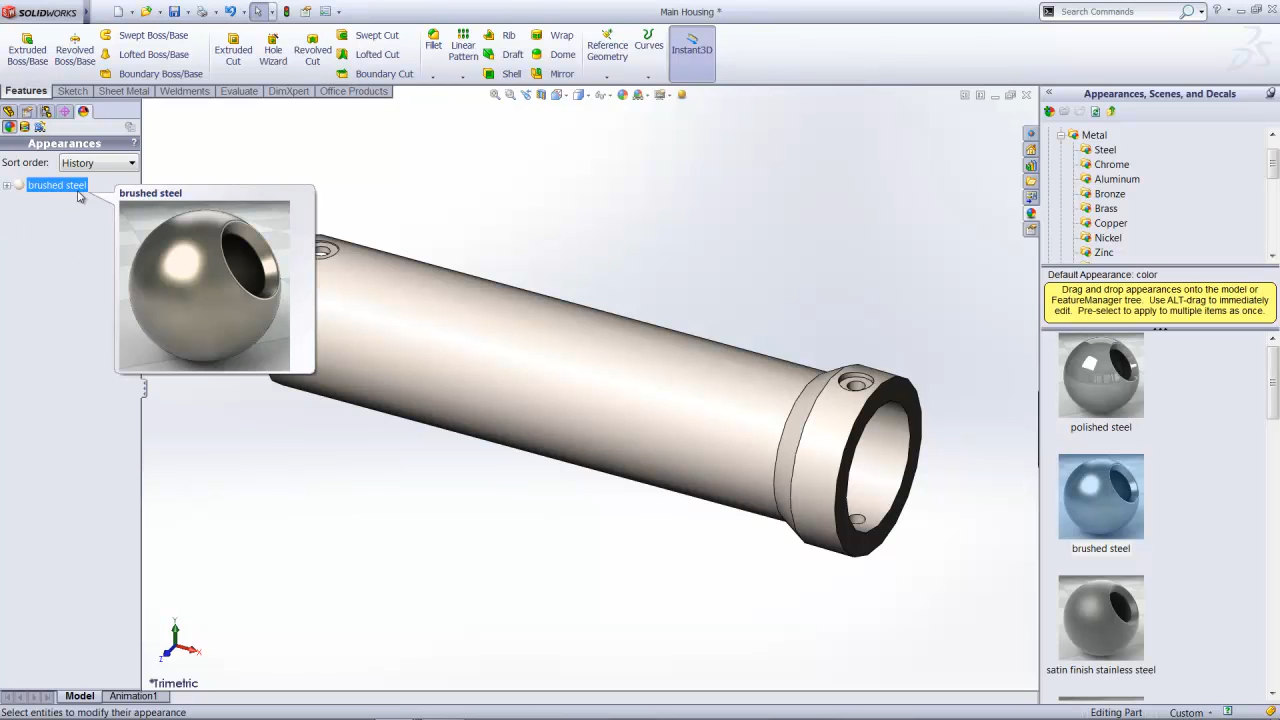 SOLIDWORKS
Main Housing *
Search Commands
Extruded
Boss/Base
Revolved
Boss/Base
Swept Boss/Base
Lofted Boss/Base
Boundary Boss/Base
Extruded
Cut
Hole
Wizard
Revolved
Cut
Swept Cut
Lofted Cut
Boundary Cut
Fillet
Linear
Pattern
Rib
Draft
Shell
Wrap
Dome
Mirror
Reference
Geometry
Curves
Instant3D
Features
Sketch
Sheet Metal
Weldments
Evaluate
DimXpert
Office Products
Appearances
?
Sort order:
History
brushed steel
brushed steel
Appearances, Scenes, and Decals
Metal
Steel
Chrome
Aluminum
Bronze
Brass
Copper
Nickel
Zinc
Default Appearance: color
Drag and drop appearances onto the model or
FeatureManager tree. Use ALT-drag to immediately
edit. Pre-select to apply to multiple items as once.
polished steel
brushed steel
satin finish stainless steel
Y
X
Z
*Trimetric
Model
Animation1
Select entities to modify their appearance
Editing Part
Custom
?